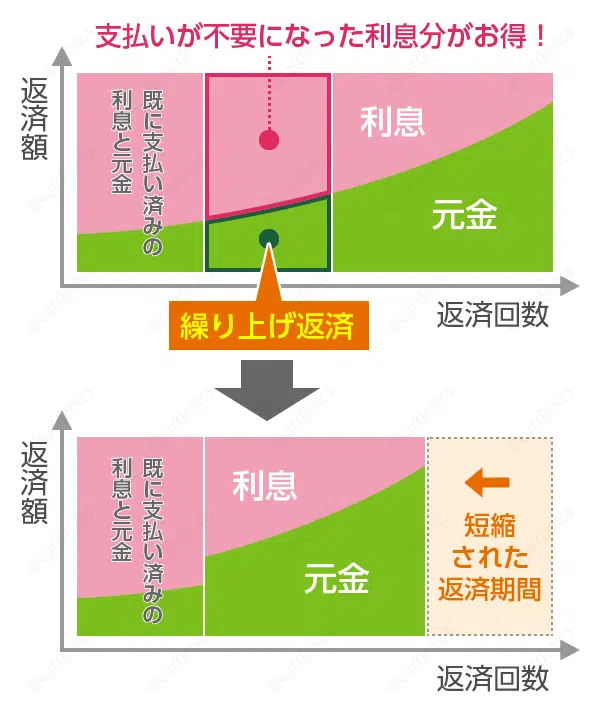 支払いが不要になった利息分がお得！
返済額
既に支払い済みの
利息と元金
利息
元金
返済回数
繰り上げ返済
返済額
既に支払い済みの
利息と元金
利息
元金
短縮
された
返済期間
返済回数